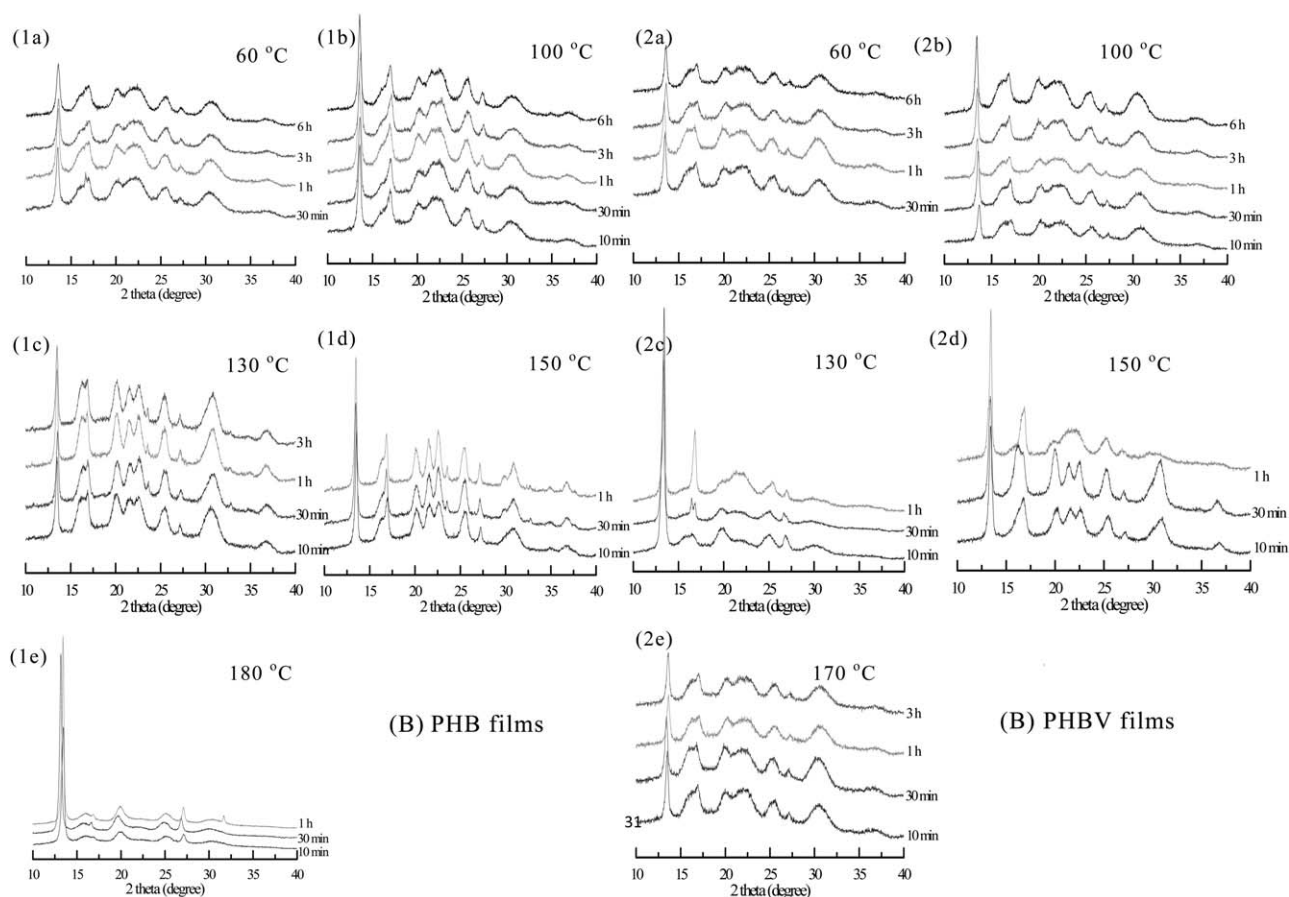 (1a)
60 °C
6 h
3 h
1 h
30 min
10 15 20 25 30 35 40
2 theta (degree)
(1b)
100 °C
6 h
3 h
1 h
30 min
10 min
10 15 20 25 30 35 40
2 theta (degree)
(2a)
60 °C
6 h
3 h
1 h
30 min
10 15 20 25 30 35 40
2 theta (degree)
(2b)
100 °C
6 h
3 h
1 h
30 min
10 min
10 15 20 25 30 35 40
2 theta (degree)
(1c)
130 °C
3 h
1 h
30 min
10 min
10 15 20 25 30 35 40
2 theta (degree)
(1d)
150 °C
1 h
30 min
10 min
10 15 20 25 30 35 40
2 theta (degree)
(2c)
130 °C
1 h
30 min
10 min
10 15 20 25 30 35 40
2 theta (degree)
(2d)
150 °C
1 h
30 min
10 min
10 15 20 25 30 35 40
2 theta (degree)
(1e)
180 °C
1 h
30 min
10 min
10 15 20 25 30 35 40
2 theta (degree)
(B) PHB films
(2e)
170 °C
3 h
1 h
30 min
31
10 min
10 15 20 25 30 35 40
2 theta (degree)
(B) PHBV films